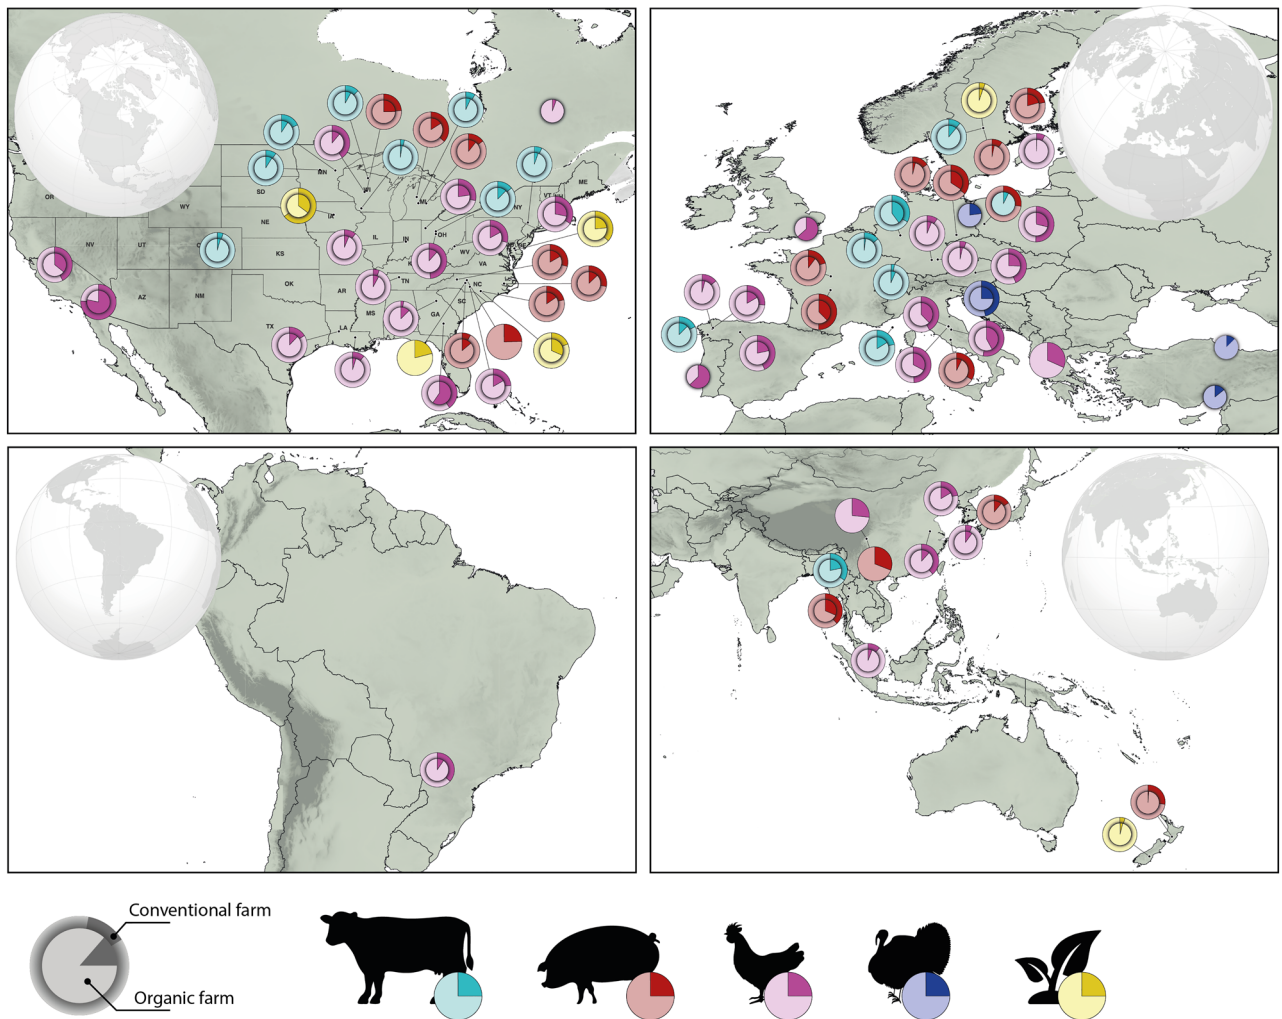 MN
WI
ME
OR
SD
WY
VT
MI
NY
NE
IA
NV
UT
IL
IN
OH
KS
WV
VA
OK
AR
TN
NC
AZ
NM
MS
GA
SC
TX
LA
Conventional farm
Organic farm